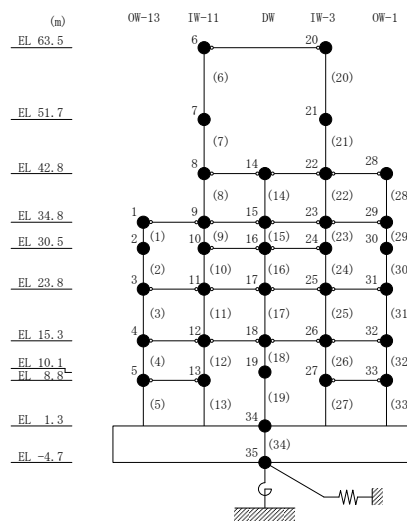 (m) OW-13 IW-11 DW IW-3 OW-1
EL 63.5 6 20
(6) (20)
EL 51.7 7 21
(7) (21)
EL 42.8 8 14 22 28
(8) (14) (22) (28)
EL 34.8 1 9 15 23 29
(1) (9) (15) (23) (29)
EL 30.5 2 10 16 24 30
(2) (10) (16) (24) (30)
EL 23.8 3 11 17 25 31
(3) (11) (17) (25) (31)
EL 15.3 4 12 18 26 32
(4) (12) (18) (26) (32)
EL 10.1 19
EL 8.8 5 13 27 33
(5) (13) (19) (27) (33)
EL 1.3 34
(34)
EL -4.7 35